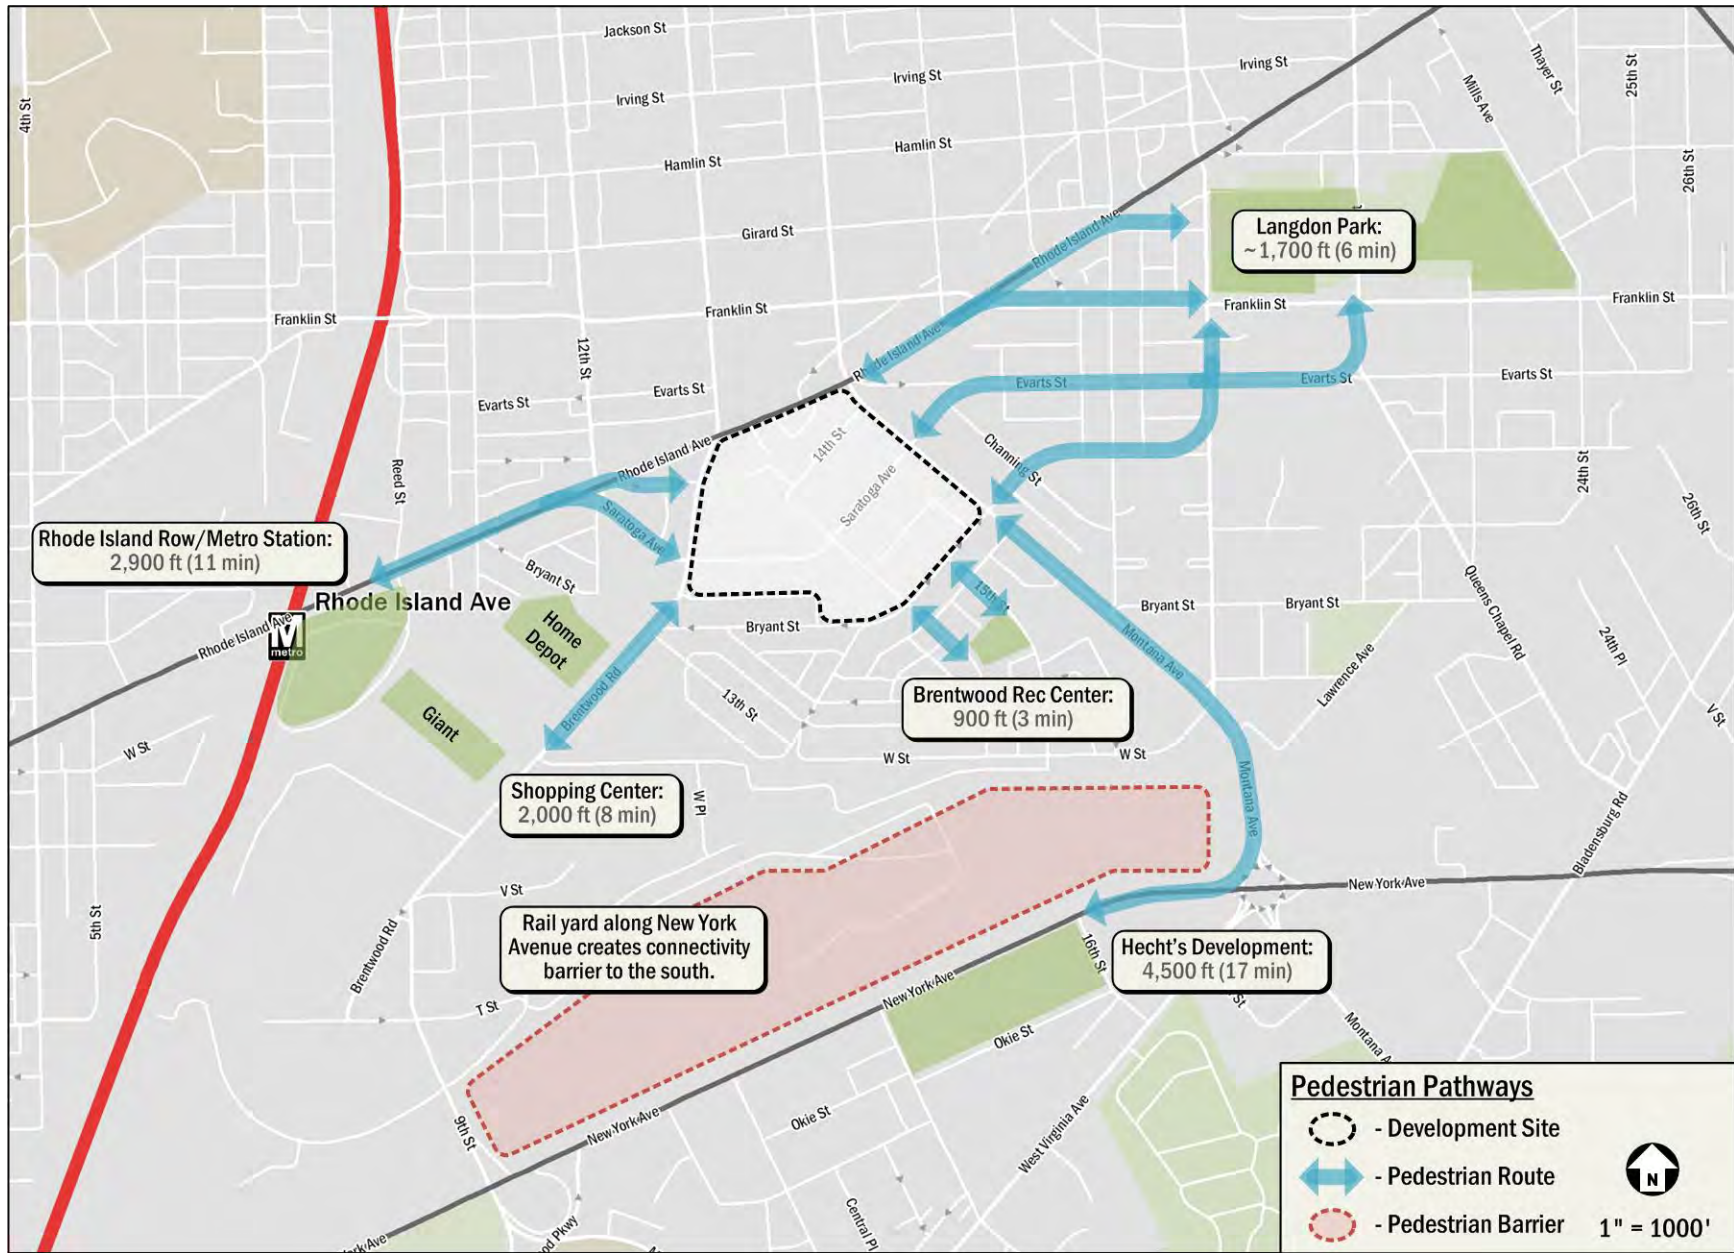 Jackson St
Irving St
Irving St
Irving St
Thayer St
25th St
4th St
Mills Ave
Hamlin St
Hamlin St
26th St
Girard St
Rhode Island Ave
Langdon Park:
~1,700 ft (6 min)
Franklin St
Franklin St
Franklin St
Franklin St
12th St
Rhode Island Ave
Evarts St
Evarts St
Evarts St
Evarts St
Evarts St
14th St
Channing St
Rhode Island Ave
Reed St
Saratoga Ave
24th St
26th St
Saratoga Ave
Rhode Island Row/Metro Station:
2,900 ft (11 min)
Bryant St
Rhode Island Ave
Rhode Island Ave
M
metro
Home
Depot
Bryant St
15th St
Bryant St
Bryant St
Queens Chapel Rd
24th Pl
Montana Ave
Lawrence Ave
Brentwood Rd
13th St
Giant
Brentwood Rec Center:
900 ft (3 min)
V St
W St
W St
W St
Shopping Center:
2,000 ft (8 min)
W Pl
Montana Ave
Bladensburg Rd
V St
New York Ave
5th St
Brentwood Rd
Rail yard along New York
Avenue creates connectivity
barrier to the south.
16th St
Hecht's Development:
4,500 ft (17 min)
New York Ave
T St
St
Okie St
Montana A
9th St
New York Ave
Okie St
West Virginia Ave
Central Pl
od Pkwy
York Ave
Pedestrian Pathways
- Development Site
- Pedestrian Route
- Pedestrian Barrier
N
1" = 1000'